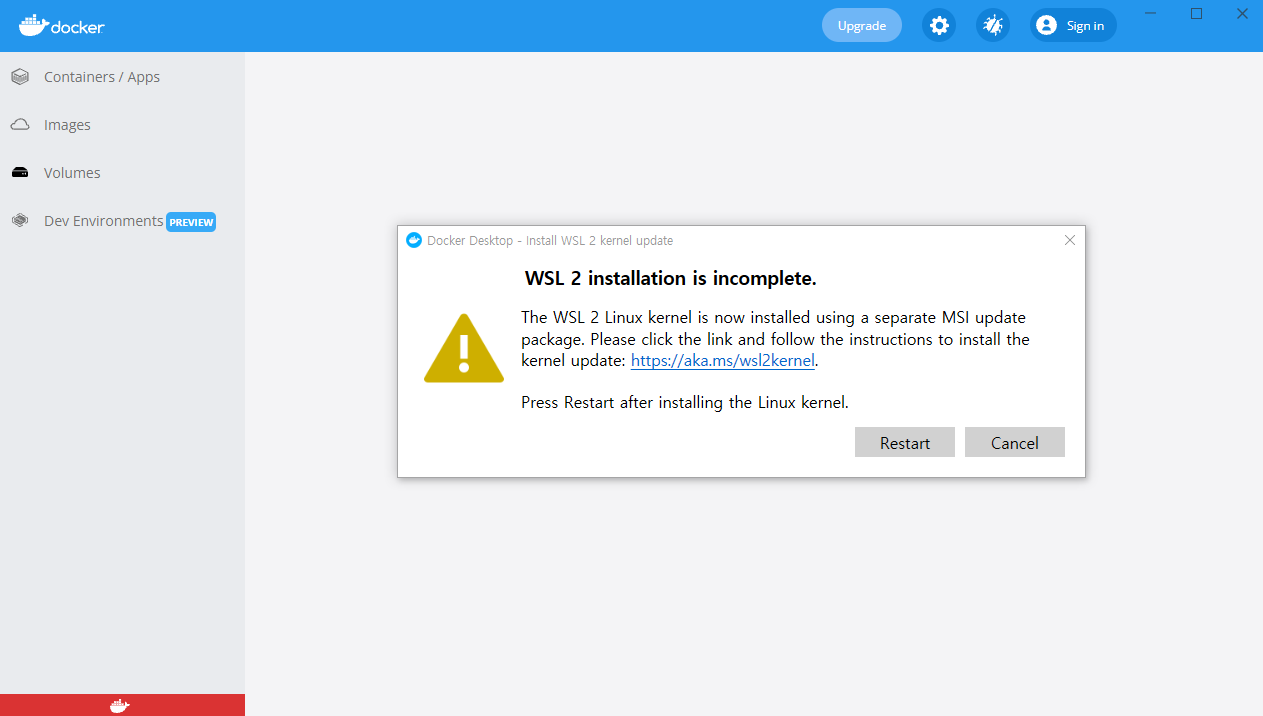 docker
Upgrade
Sign in
Containers / Apps
Images
Volumes
Dev Environments PREVIEW
Docker Desktop - Install WSL 2 kernel update
WSL 2 installation is incomplete.
The WSL 2 Linux kernel is now installed using a separate MSI update
package. Please click the link and follow the instructions to install the
kernel update: https://aka.ms/wsl2kernel.
Press Restart after installing the Linux kernel.
Restart
Cancel